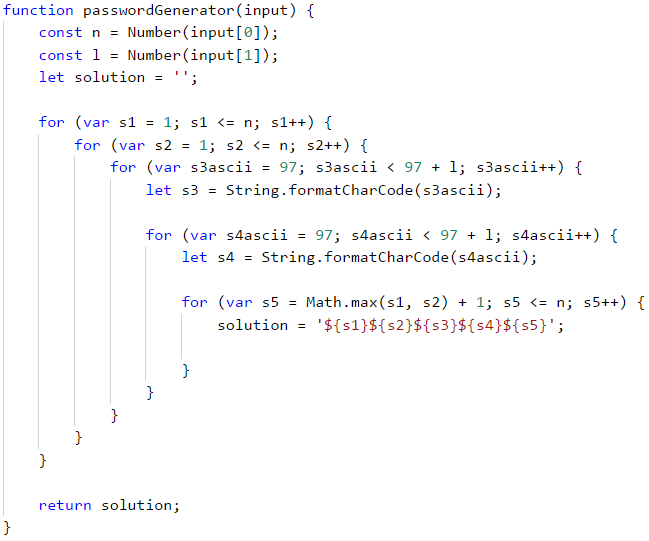 function passwordGenerator(input) {
    const n = Number(input[0]);
    const l = Number(input[1]);
    let solution = '';

    for (var s1 = 1; s1 <= n; s1++) {
        for (var s2 = 1; s2 <= n; s2++) {
            for (var s3ascii = 97; s3ascii < 97 + l; s3ascii++) {
                let s3 = String.formatCharCode(s3ascii);

                for (var s4ascii = 97; s4ascii < 97 + l; s4ascii++) {
                    let s4 = String.formatCharCode(s4ascii);

                    for (var s5 = Math.max(s1, s2) + 1; s5 <= n; s5++) {
                        solution = '${s1}${s2}${s3}${s4}${s5}';

                    }
                }
            }
        }
    }

    return solution;
}